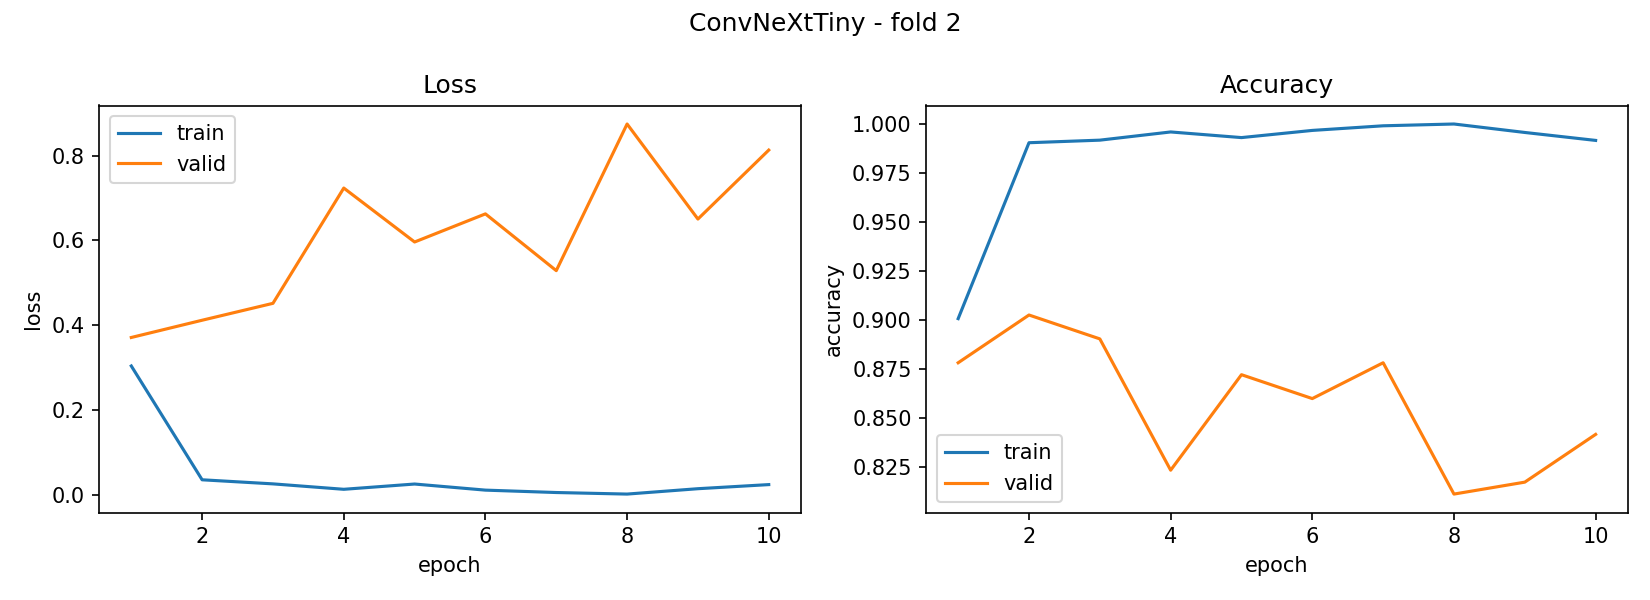 ConvNeXtTiny - fold 2
Loss
train
valid
0.8
0.6
0.4
0.2
0.0
loss
2 4 6 8 10
epoch
Accuracy
1.000
0.975
0.950
0.925
0.900
0.875
0.850
0.825
accuracy
train
valid
2 4 6 8 10
epoch